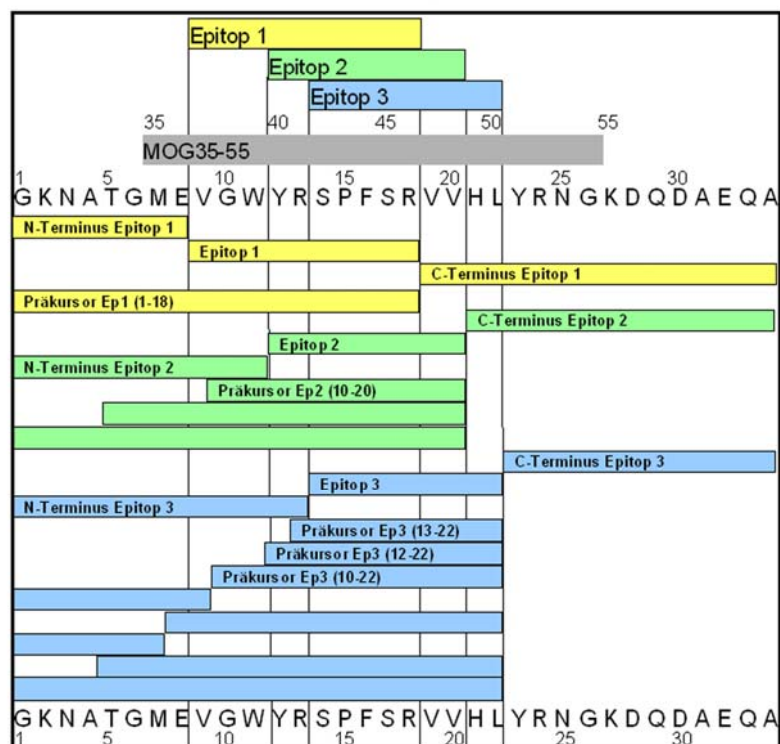 Epitop 1
Epitop 2
Epitop 3
35 40 45 50 55
MOG35-55
1 5 10 15 20 25 30
G K N A T G M E V G W Y R S P F S R V V H L Y R N G K D Q D A E Q A
N-Terminus Epitop 1
Epitop 1
C-Terminus Epitop 1
Präkursor Ep1 (1-18)
C-Terminus Epitop 2
Epitop 2
N-Terminus Epitop 2
Präkursor Ep2 (10-20)
C-Terminus Epitop 3
Epitop 3
N-Terminus Epitop 3
Präkursor Ep3 (13-22)
Präkursor Ep3 (12-22)
Präkursor Ep3 (10-22)
G K N A T G M E V G W Y R S P F S R V V H L Y R N G K D Q D A E Q A
1 5 10 15 20 25 30